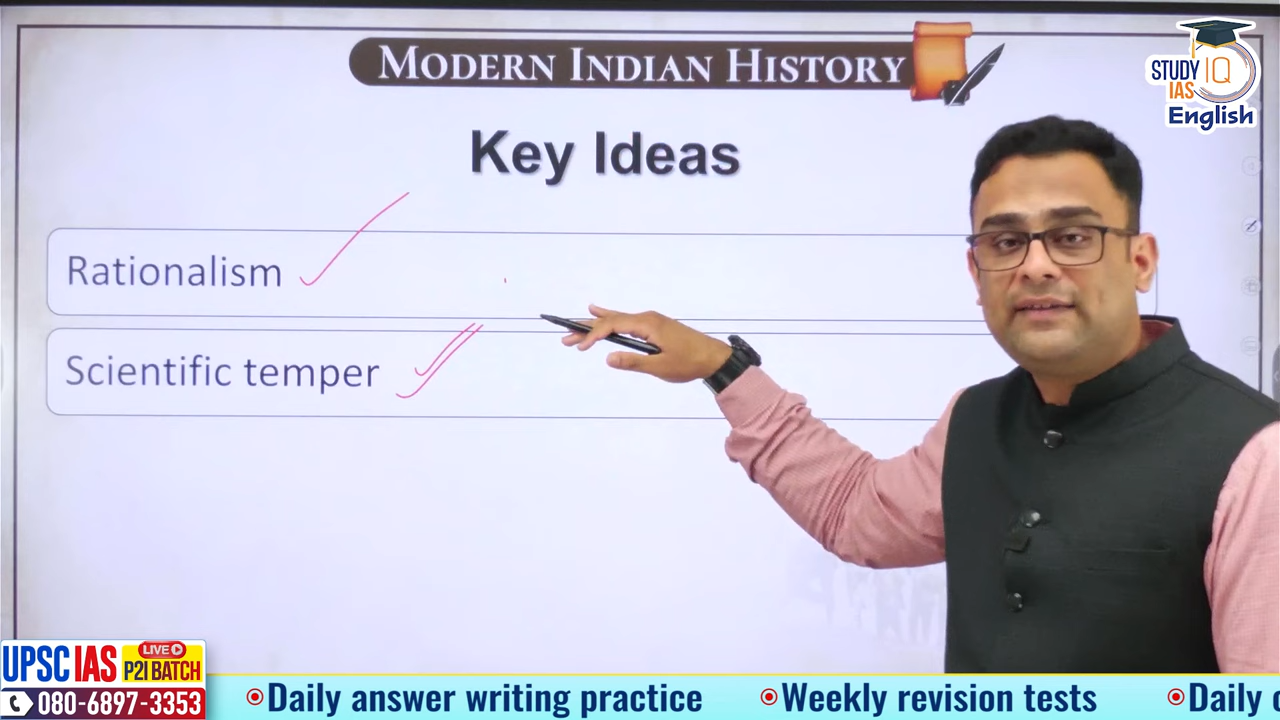 MODERN INDIAN HISTORY
STUDY IQ
IAS
English
Key Ideas
Rationalism
Scientific temper
UPSC IAS
LIVE
P2I BATCH
080-6897-3353
Daily answer writing practice
Weekly revision tests
Daily